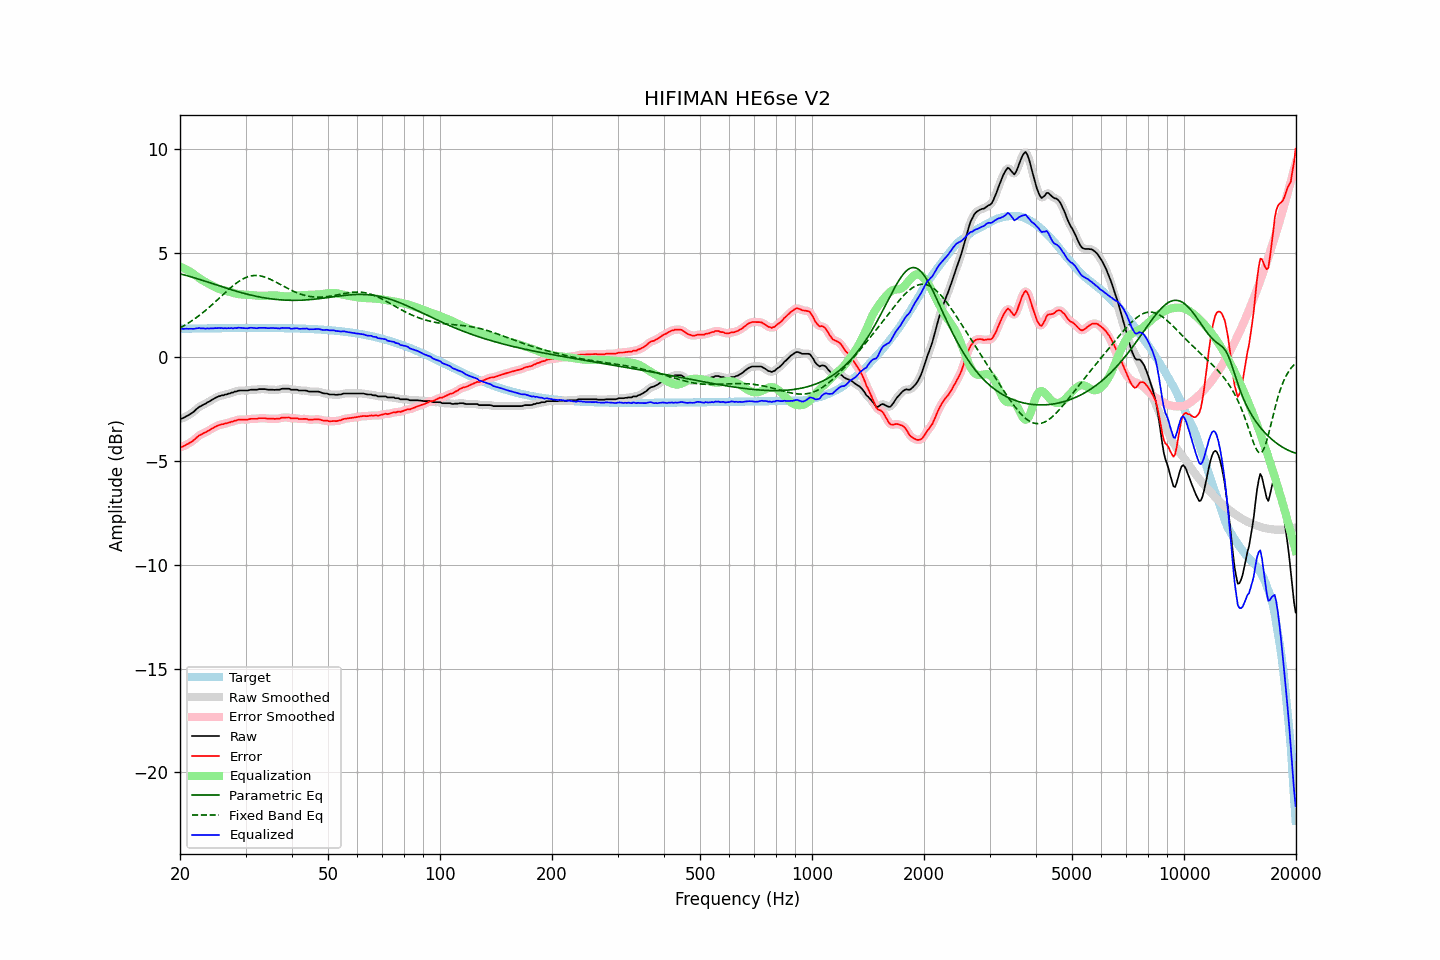 HIFIMAN HE6se V2
Amplitude (dBr)
10
5
0
−5
−10
−15
−20
Target
Raw Smoothed
Error Smoothed
Raw
Error
Equalization
Parametric Eq
Fixed Band Eq
Equalized
20 50 100 200 500 1000 2000 5000 10000 20000
Frequency (Hz)